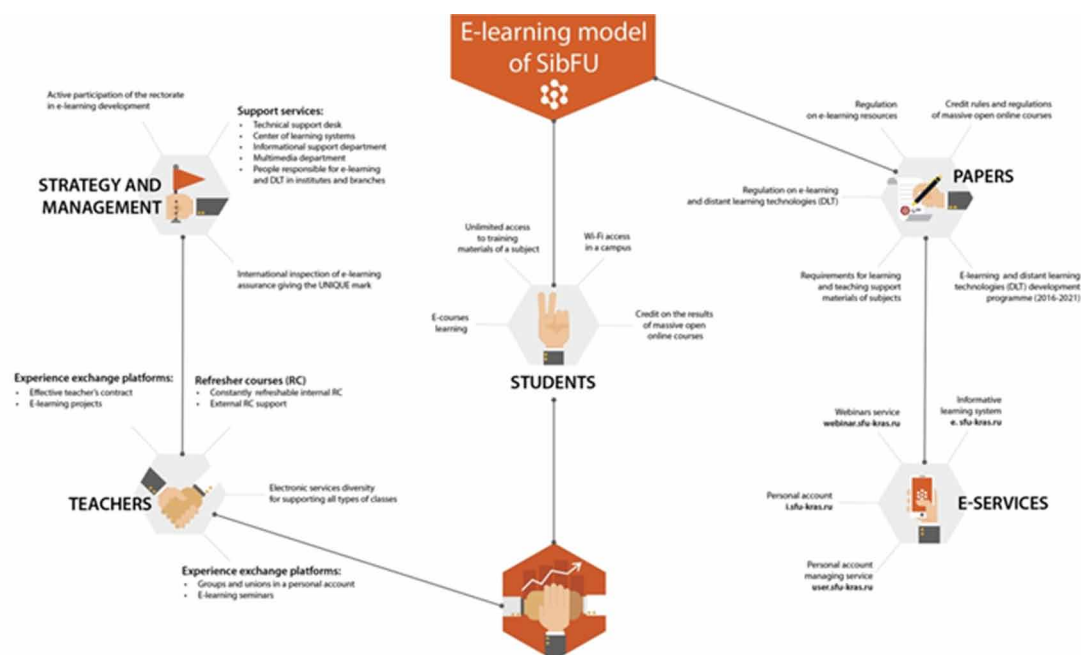 E-learning model
of SibFU
Active participation of the rectorate
in e-learning development
Support services:
• Technical support desk
• Center of learning systems
• Informational support department
• Multimedia department
• People responsible for e-learning
and DLT in institutes and branches
STRATEGY AND
MANAGEMENT
International inspection of e-learning
assurance giving the UNIQUE mark
Experience exchange platforms:
• Effective teacher's contract
• E-learning projects
Refresher courses (RC)
• Constantly refreshable internal RC
• External RC support
TEACHERS
Electronic services diversity
for supporting all types of classes
Experience exchange platforms:
• Groups and unions in a personal account
• E-learning seminars
Unlimited access
to training
materials of a subject
Wi-Fi access
in a campus
E-courses
learning
Credit on the results
of massive open
online courses
STUDENTS
Regulation
on e-learning resources
Credit rules and regulations
of massive open online courses
PAPERS
Regulation on e-learning
and distant learning technologies (DLT)
Requirements for learning
and teaching support
materials of subjects
E-learning and distant learning
technologies (DLT) development
programme (2016-2021)
Webinars service
webinar.sfu-kras.ru
Informative
learning system
e. sfu-kras.ru
Personal account
i.sfu-kras.ru
E-SERVICES
Personal account
managing service
user.sfu-kras.ru